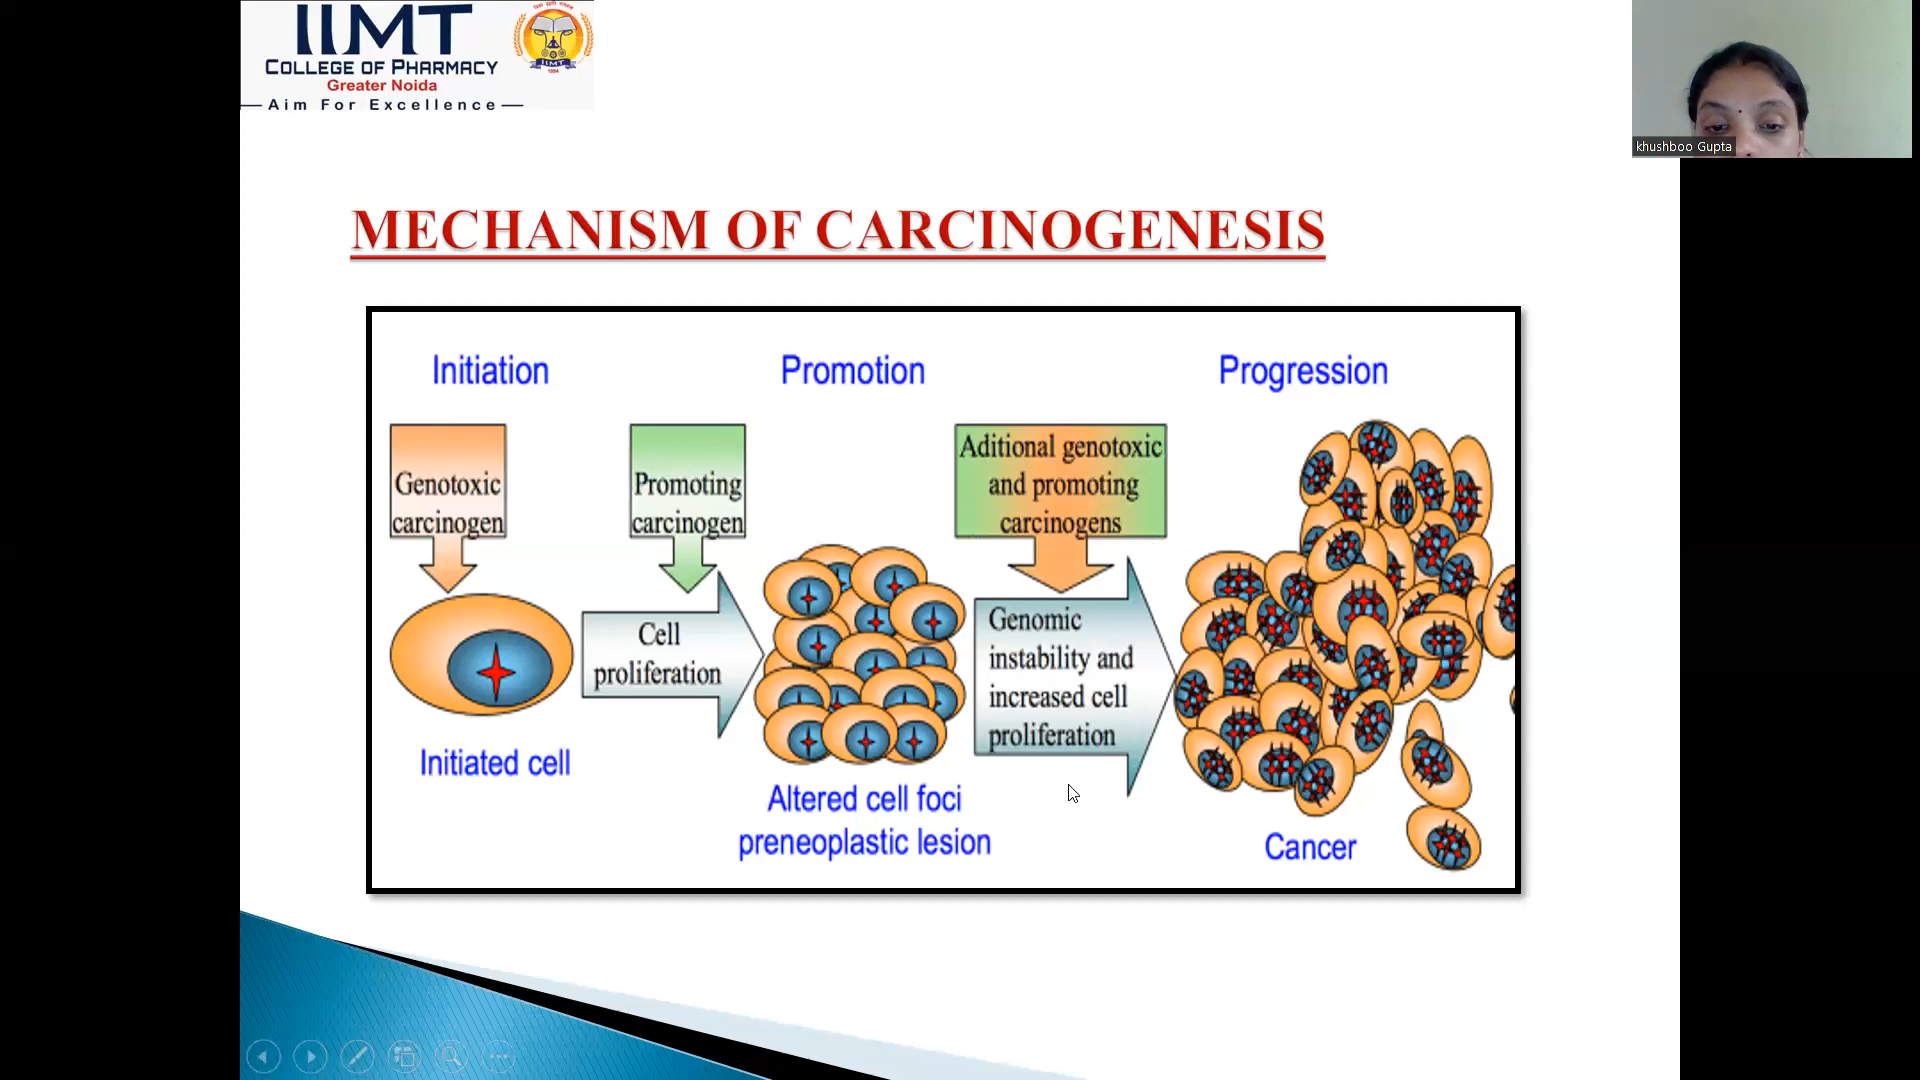 IIMT
COLLEGE OF PHARMACY
Greater Noida
Aim For Excellence
IIMT
khushboo Gupta
MECHANISM OF CARCINOGENESIS
Initiation
Promotion
Progression
Genotoxic
carcinogen
Promoting
carcinogen
Aditional genotoxic
and promoting
carcinogens
Cell
proliferation
Genomic
instability and
increased cell
proliferation
Initiated cell
Altered cell foci
preneoplastic lesion
Cancer